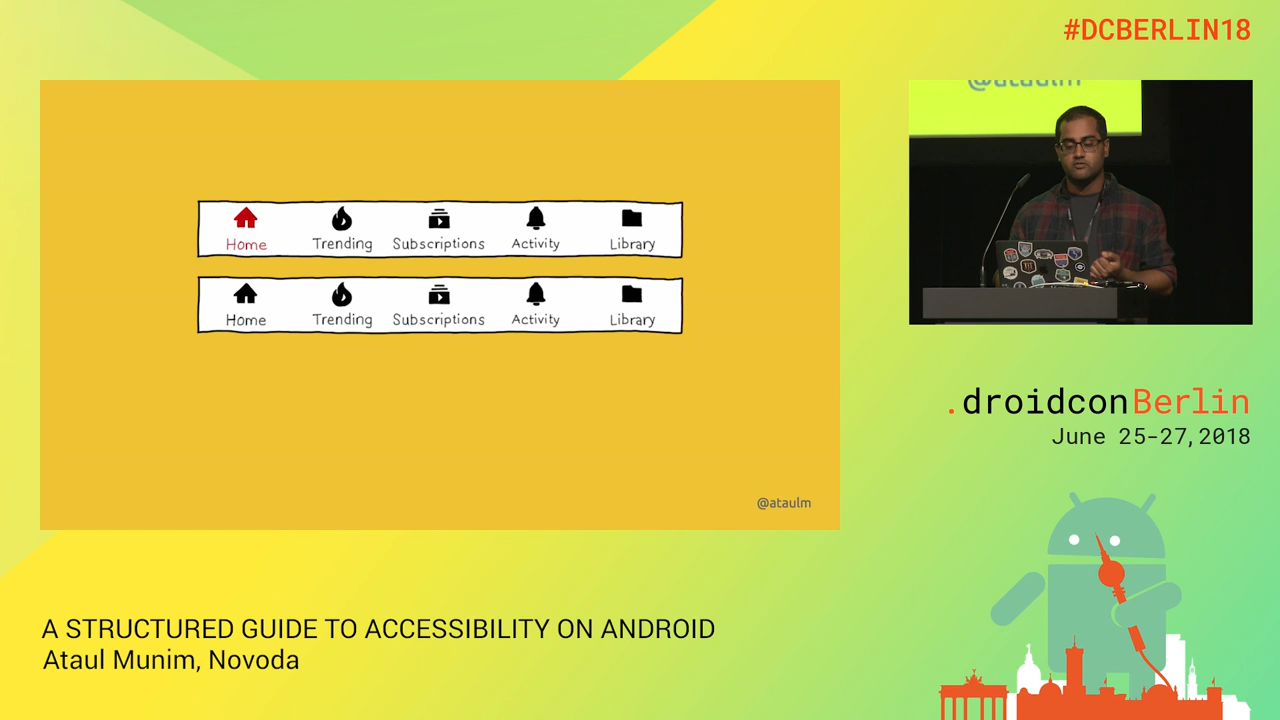 #DCBERLIN18
@ataulm
Home Trending Subscriptions Activity Library
Home Trending Subscriptions Activity Library
@ataulm
.droidconBerlin
June 25-27, 2018
A STRUCTURED GUIDE TO ACCESSIBILITY ON ANDROID
Ataul Munim, Novoda